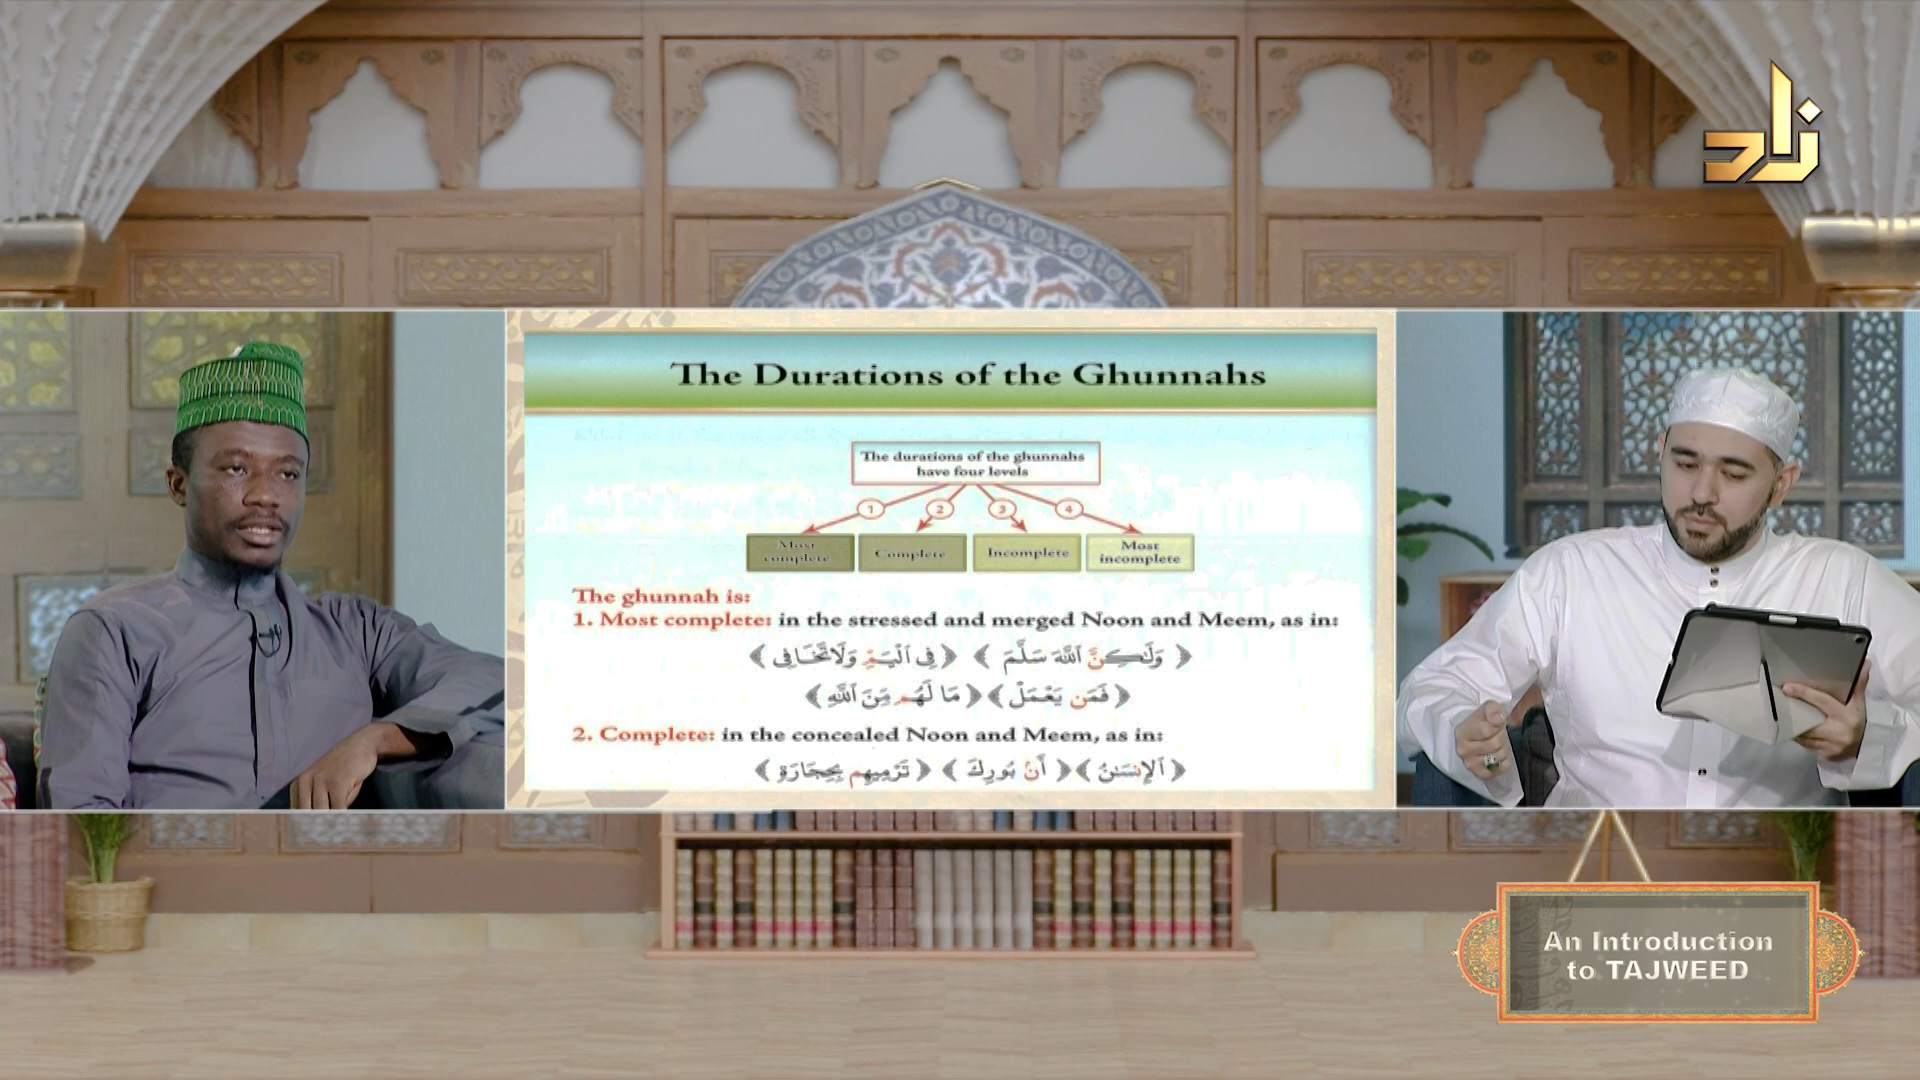 زاد
The Durations of the Ghunnahs
The durations of the ghunnahs
have four levels
1 2 3 4
Most
complete
Complete
Incomplete
Most
incomplete
The ghunnah is:
1. Most complete: in the stressed and merged Noon and Meem, as in:
﴿ وَلَٰكِنَّ ٱللَّهَ سَلَّمَ ﴾ ﴿ فِى ٱلْيَمِّ وَلَا تَخَافِى ﴾
﴿ فَمَن يَعْمَلْ ﴾ ﴿ مَا لَهُم مِّنَ ٱللَّهِ ﴾
2. Complete: in the concealed Noon and Meem, as in:
﴿ ٱلْإِنسَٰنُ ﴾ ﴿ أَنۢ بُورِكَ ﴾ ﴿ تَرْمِيهِم بِحِجَارَةٍ ﴾
An Introduction
to TAJWEED